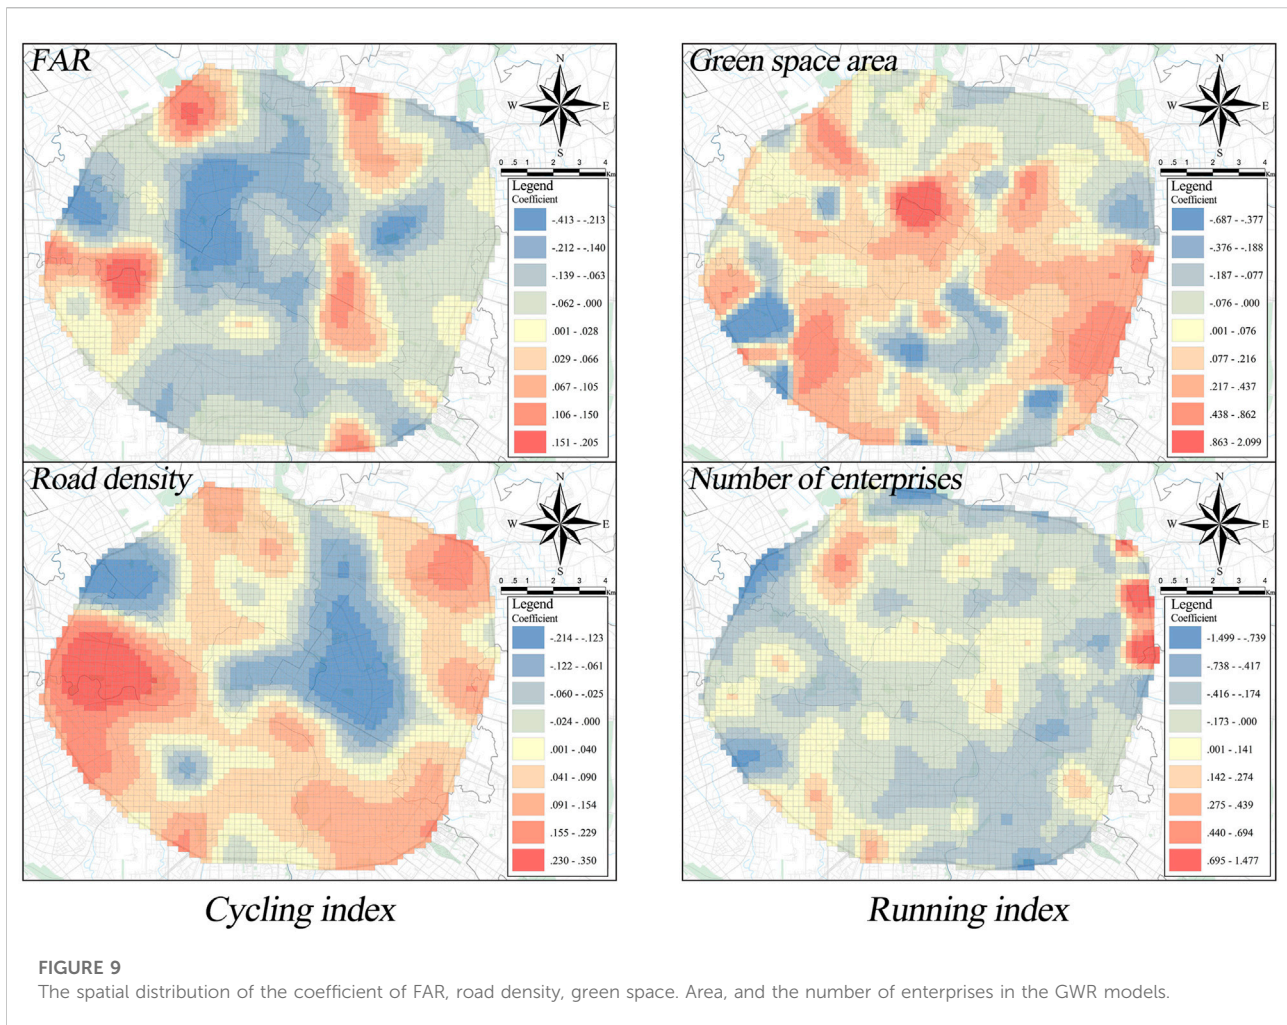 FAR
N
W
E
S
0 .5 1 2 3 4
Km
Legend
Coefficient
-.413 - -.213
-.212 - -.140
-.139 - -.063
-.062 - .000
.001 - .028
.029 - .066
.067 - .105
.106 - .150
.151 - .205
Green space area
N
W
E
S
0 .5 1 2 3 4
Km
Legend
Coefficient
-.687 - -.377
-.376 - -.188
-.187 - -.077
-.076 - .000
.001 - .076
.077 - .216
.217 - .437
.438 - .862
.863 - 2.099
Road density
N
W
E
S
0 .5 1 2 3 4
Km
Legend
Coefficient
-.214 - -.123
-.122 - -.061
-.060 - -.025
-.024 - .000
.001 - .040
.041 - .090
.091 - .154
.155 - .229
.230 - .350
Number of enterprises
N
W
E
S
0 .5 1 2 3 4
Km
Legend
Coefficient
-1.499 - -.739
-.738 - -.417
-.416 - -.174
-.173 - .000
.001 - .141
.142 - .274
.275 - .439
.440 - .694
.695 - 1.477
Cycling index
Running index
FIGURE 9
The spatial distribution of the coefficient of FAR, road density, green space. Area, and the number of enterprises in the GWR models.